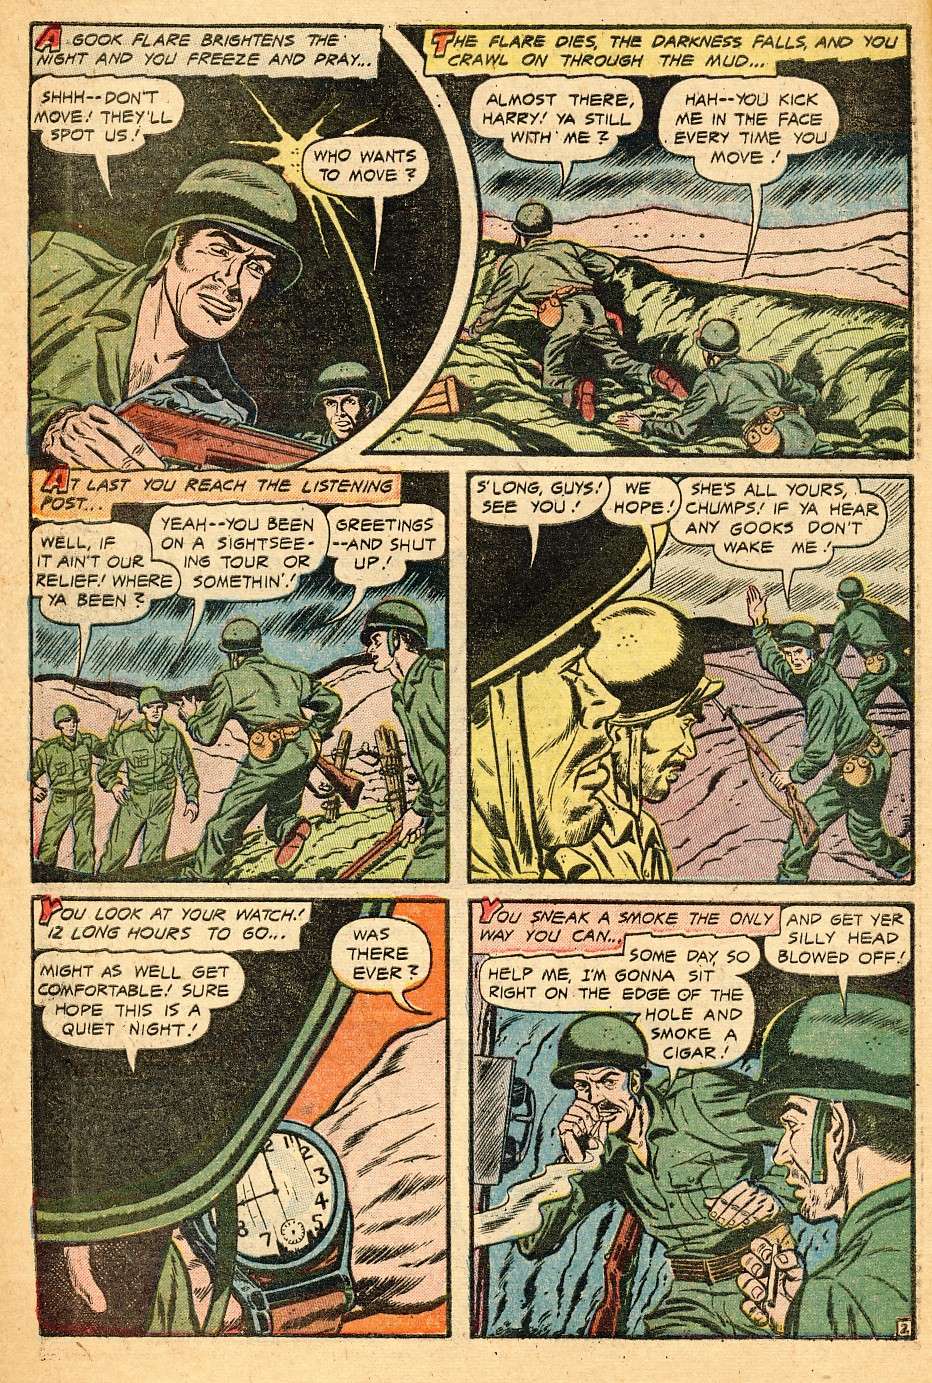 A GOOK FLARE BRIGHTENS THE
NIGHT AND YOU FREEZE AND PRAY...
SHHH--DON'T
MOVE! THEY'LL
SPOT US!
WHO WANTS
TO MOVE?
THE FLARE DIES, THE DARKNESS FALLS, AND YOU
CRAWL ON THROUGH THE MUD...
ALMOST THERE,
HARRY! YA STILL
WITH ME?
HAH--YOU KICK
ME IN THE FACE
EVERY TIME YOU
MOVE!
AT LAST YOU REACH THE LISTENING
POST...
WELL, IF
IT AIN'T OUR
RELIEF! WHERE
YA BEEN?
YEAH--YOU BEEN
ON A SIGHTSEE-
ING TOUR OR
SOMETHIN'!
GREETINGS
--AND SHUT
UP!
S'LONG, GUYS!
SEE YOU!
WE
HOPE!
SHE'S ALL YOURS,
CHUMPS! IF YA HEAR
ANY GOOKS DON'T
WAKE ME!
YOU LOOK AT YOUR WATCH!
12 LONG HOURS TO GO...
MIGHT AS WELL GET
COMFORTABLE! SURE
HOPE THIS IS A
QUIET NIGHT!
WAS
THERE
EVER?
11
12
2
3
4
5
7
8
YOU SNEAK A SMOKE THE ONLY
WAY YOU CAN...
SOME DAY, SO
HELP ME, I'M GONNA SIT
RIGHT ON THE EDGE OF THE
HOLE AND
SMOKE A
CIGAR!
AND GET YER
SILLY HEAD
BLOWED OFF!
2